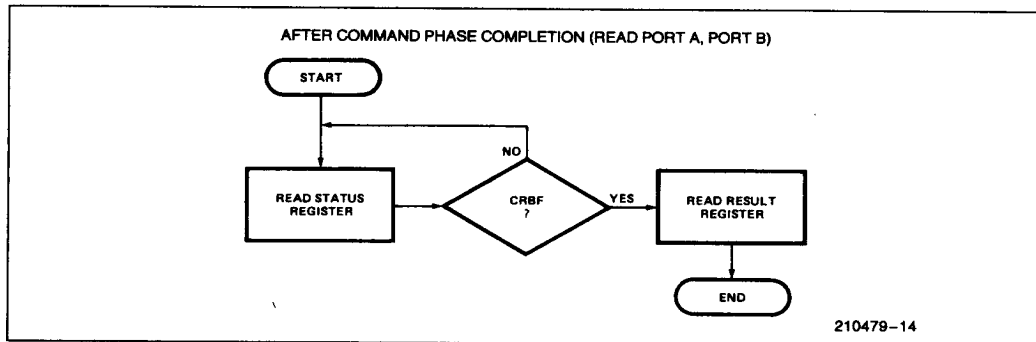 AFTER COMMAND PHASE COMPLETION (READ PORT A, PORT B)
START
NO
READ STATUS
REGISTER
CRBF
?
YES
READ RESULT
REGISTER
END
210479-14